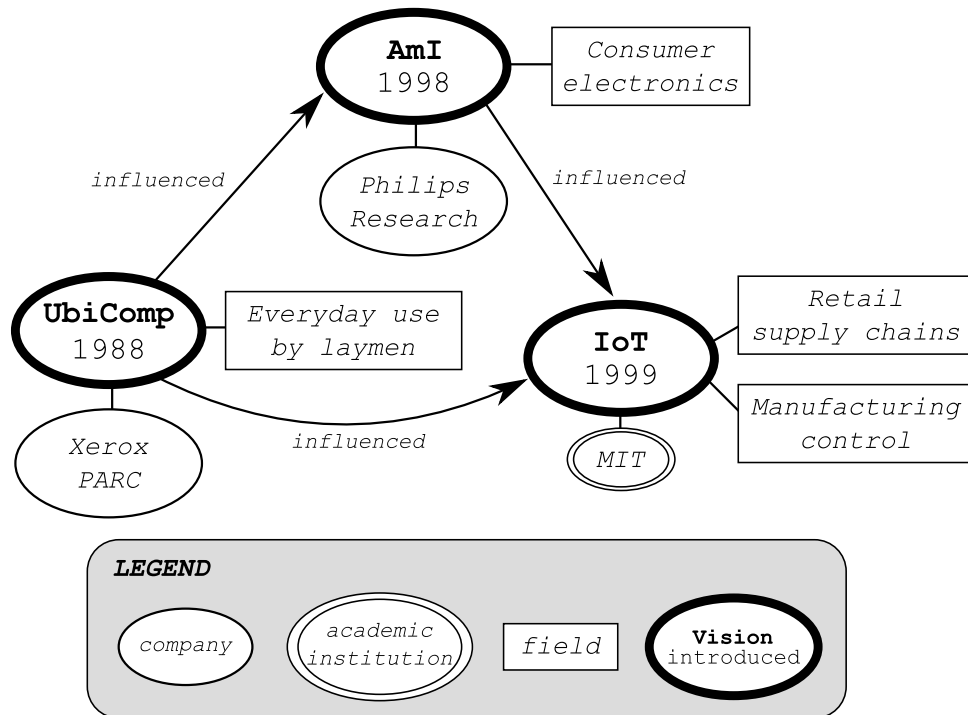 AmI
1998
Consumer
electronics
influenced
Philips
Research
influenced
UbiComp
1988
Everyday use
by laymen
Xerox
PARC
influenced
IoT
1999
MIT
Retail
supply chains
Manufacturing
control
LEGEND
company
academic
institution
field
Vision
introduced